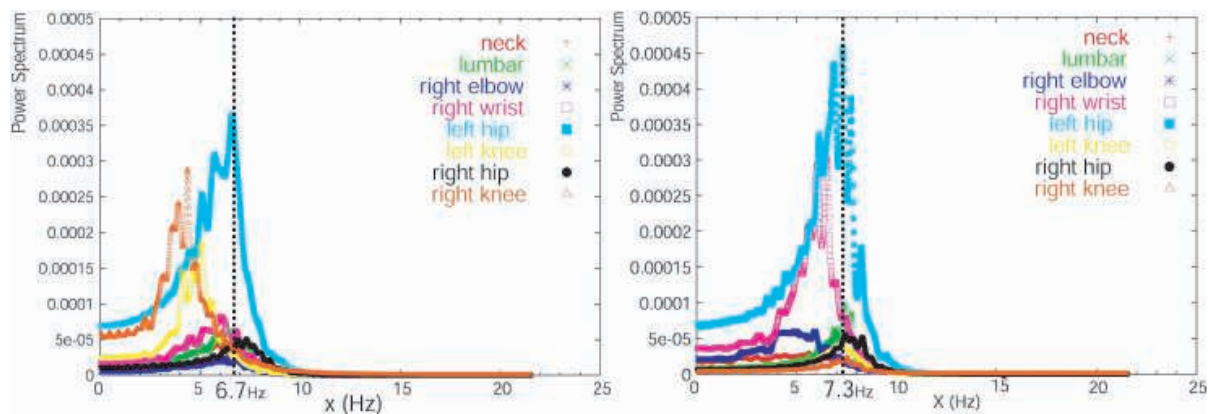 0.0005
0.00045
0.0004
0.00035
0.0003
0.00025
0.0002
0.00015
0.0001
5e-05
0
Power Spectrum
neck
lumbar
right elbow
right wrist
left hip
left knee
right hip
right knee
0 5 10 15 20 25
6.7Hz
x (Hz)
0.0005
0.00045
0.0004
0.00035
0.0003
0.00025
0.0002
0.00015
0.0001
5e-05
0
Power Spectrum
neck
lumbar
right elbow
right wrist
left hip
left knee
right hip
right knee
0 5 10 15 20 25
7.3Hz
X (Hz)